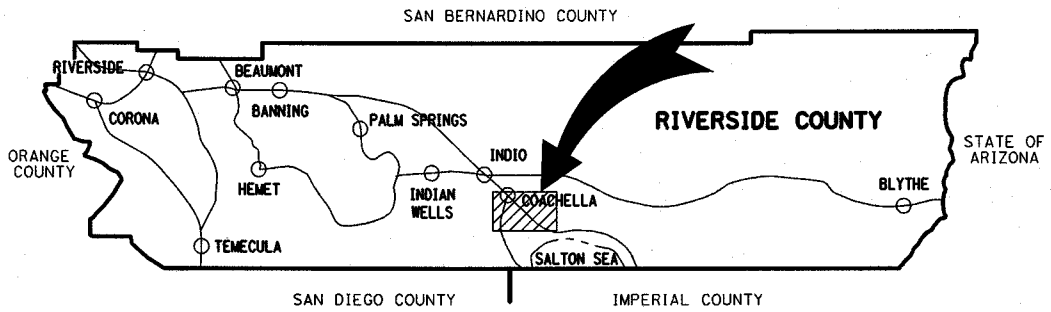 SAN BERNARDINO COUNTY
RIVERSIDE
BEAUMONT
BANNING
CORONA
PALM SPRINGS
RIVERSIDE COUNTY
ORANGE
COUNTY
STATE OF
ARIZONA
INDIO
HEMET
INDIAN
WELLS
COACHELLA
BLYTHE
TEMECULA
SALTON SEA
SAN DIEGO COUNTY
IMPERIAL COUNTY